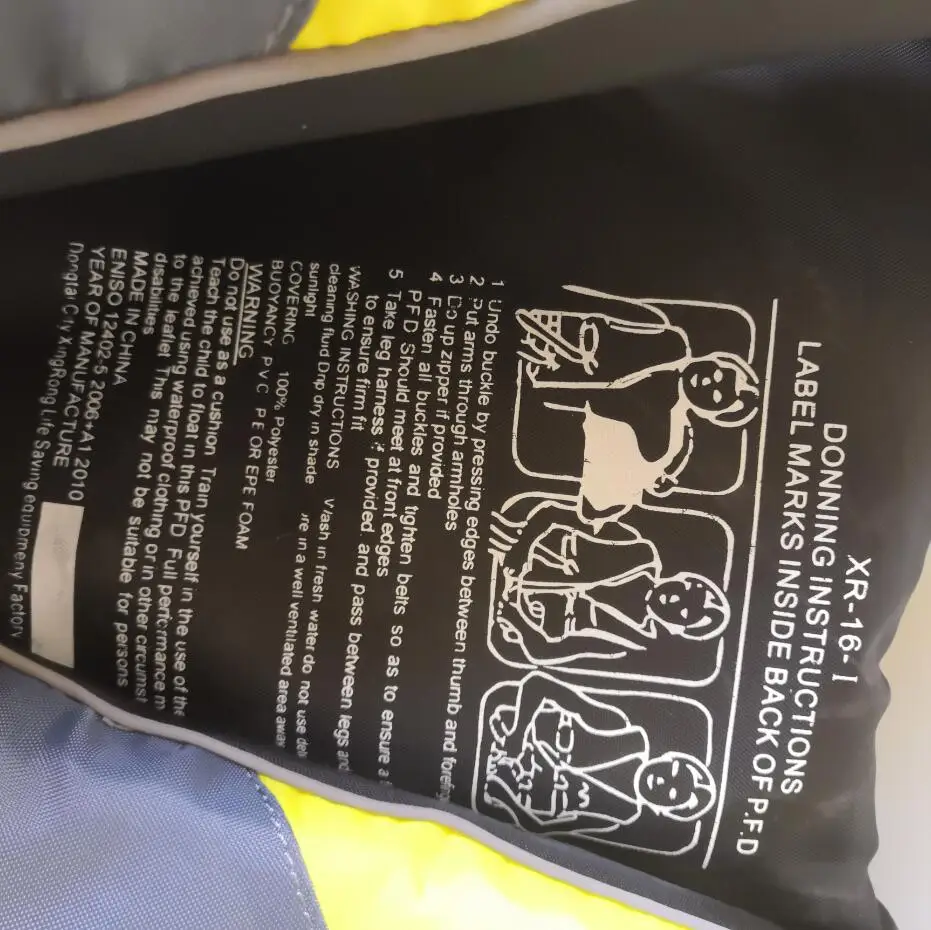 XR-16- I
DONNING INSTRUCTIONS
LABEL MARKS INSIDE BACK OF P.F.D
1 Undo buckle by pressing edges between thumb and
2 Put arms through armholes
3 Do up zipper if provided
4 Fasten all buckles and tighten belts so as to ensure a
P F D Should meet at front edges
5 Take leg harness if provided. and pass between legs and
to ensure firm fit
WASHING INSTRUCTIONS Wash in fresh water do not use
cleaning fluid Drip dry in shade in a well ventilated area away
sunlight
COVERING 100% Polyester
BUOYANCY PVC PE OR EPE FOAM
WARNING
Do not use as a cushion Train yourself in the use of the
Teach the child to float in this PFD Full performance
achieved using waterproof clothing or in other
to the leaflet This may not be suitable for persons
disabilities
MADE IN CHINA
ENISO 12402-5 2006+A1 2010
YEAR OF MANUFACTURE
Dongtai City XingRong Life Saving equipmeny Factory